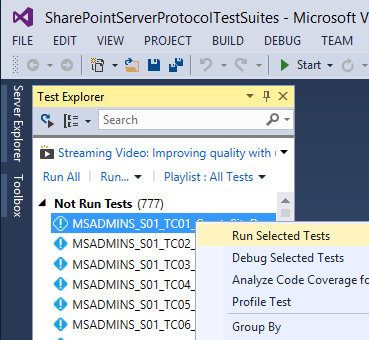 SharePointServerProtocolTestSuites - Microsoft V
FILE EDIT VIEW PROJECT BUILD DEBUG TEAM
Start
Server Explorer
Toolbox
Test Explorer
Search
Streaming Video: Improving quality with
Run All Run... Playlist : All Tests
Not Run Tests (777)
MSADMINS_S01_TC01_
Run Selected Tests
MSADMINS_S01_TC02_
Debug Selected Tests
MSADMINS_S01_TC03_
Analyze Code Coverage fo
MSADMINS_S01_TC04_
Profile Test
MSADMINS_S01_TC05_
Group By
MSADMINS_S01_TC06_